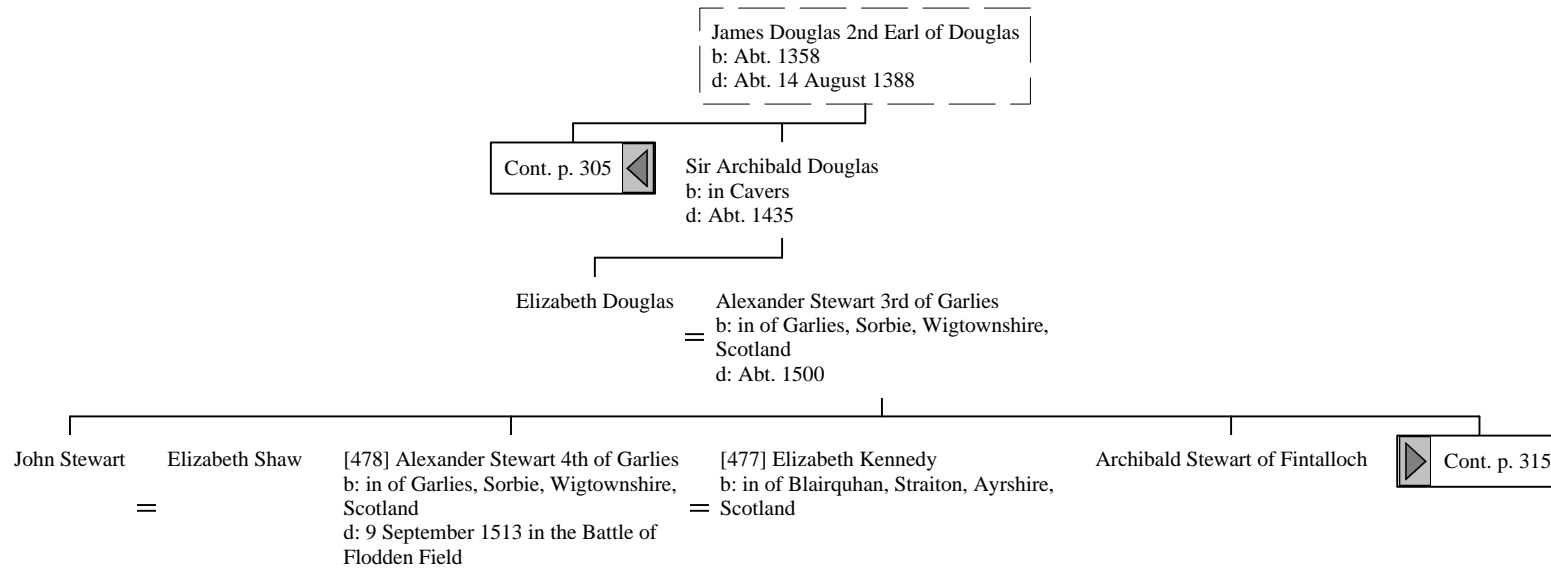 James Douglas 2nd Earl of Douglas
b: Abt. 1358
d: Abt. 14 August 1388
Cont. p. 305
Sir Archibald Douglas
b: in Cavers
d: Abt. 1435
Elizabeth Douglas
=
Alexander Stewart 3rd of Garlies
b: in of Garlies, Sorbie, Wigtownshire,
Scotland
d: Abt. 1500
John Stewart
=
Elizabeth Shaw
[478] Alexander Stewart 4th of Garlies
b: in of Garlies, Sorbie, Wigtownshire,
Scotland
d: 9 September 1513 in the Battle of
Flodden Field
=
[477] Elizabeth Kennedy
b: in of Blairquhan, Straiton, Ayrshire,
Scotland
Archibald Stewart of Fintalloch
Cont. p. 315